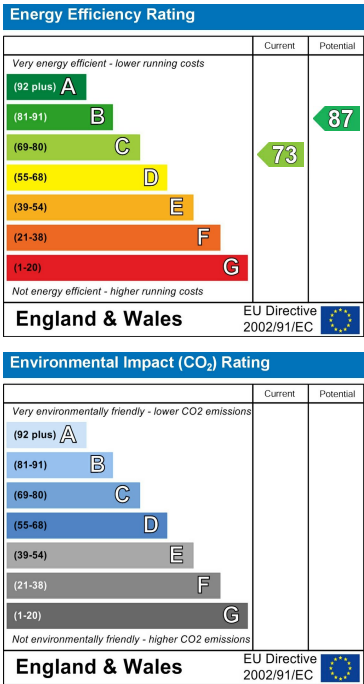 Energy Efficiency Rating
Current Potential
Very energy efficient - lower running costs
(92 plus) A
(81-91) B
87
(69-80) C
73
(55-68) D
(39-54) E
(21-38) F
(1-20) G
Not energy efficient - higher running costs
England & Wales
EU Directive
2002/91/EC
Environmental Impact (CO₂) Rating
Current Potential
Very environmentally friendly - lower CO2 emissions
(92 plus) A
(81-91) B
(69-80) C
(55-68) D
(39-54) E
(21-38) F
(1-20) G
Not environmentally friendly - higher CO2 emissions
England & Wales
EU Directive
2002/91/EC